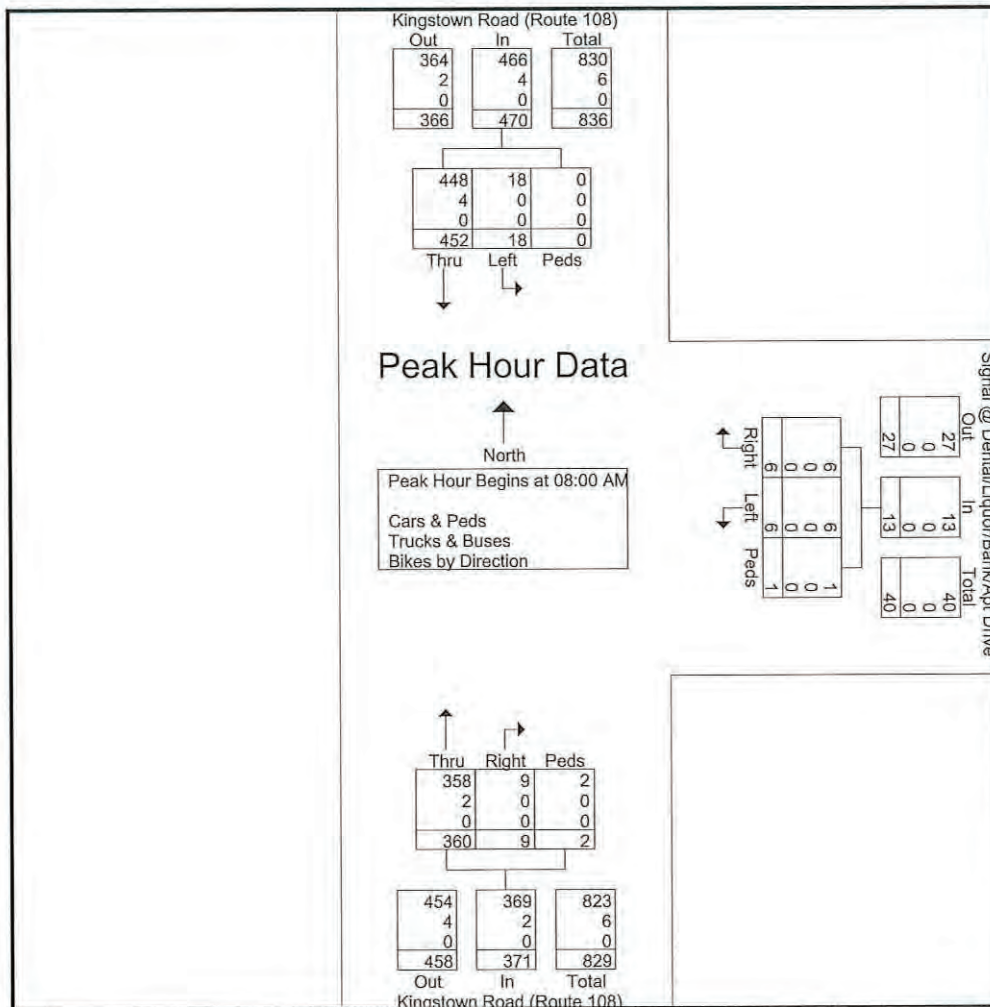 Kingstown Road (Route 108)
Out In Total
364 466 830
2 4 6
0 0 0
366 470 836
448 18 0
4 0 0
0 0 0
452 18 0
Thru Left Peds
Peak Hour Data
North
Peak Hour Begins at 08:00 AM
Cars & Peds
Trucks & Buses
Bikes by Direction
Signal @ Dental/Liquor/Bank/Apt Drive
Out In Total
27 13 40
0 0 0
0 0 0
27 13 40
6 6 1
0 0 0
0 0 0
6 6 1
Right Left Peds
Thru Right Peds
358 9 2
2 0 0
0 0 0
360 9 2
454 369 823
4 2 6
0 0 0
458 371 829
Out In Total
Kingstown Road (Route 108)